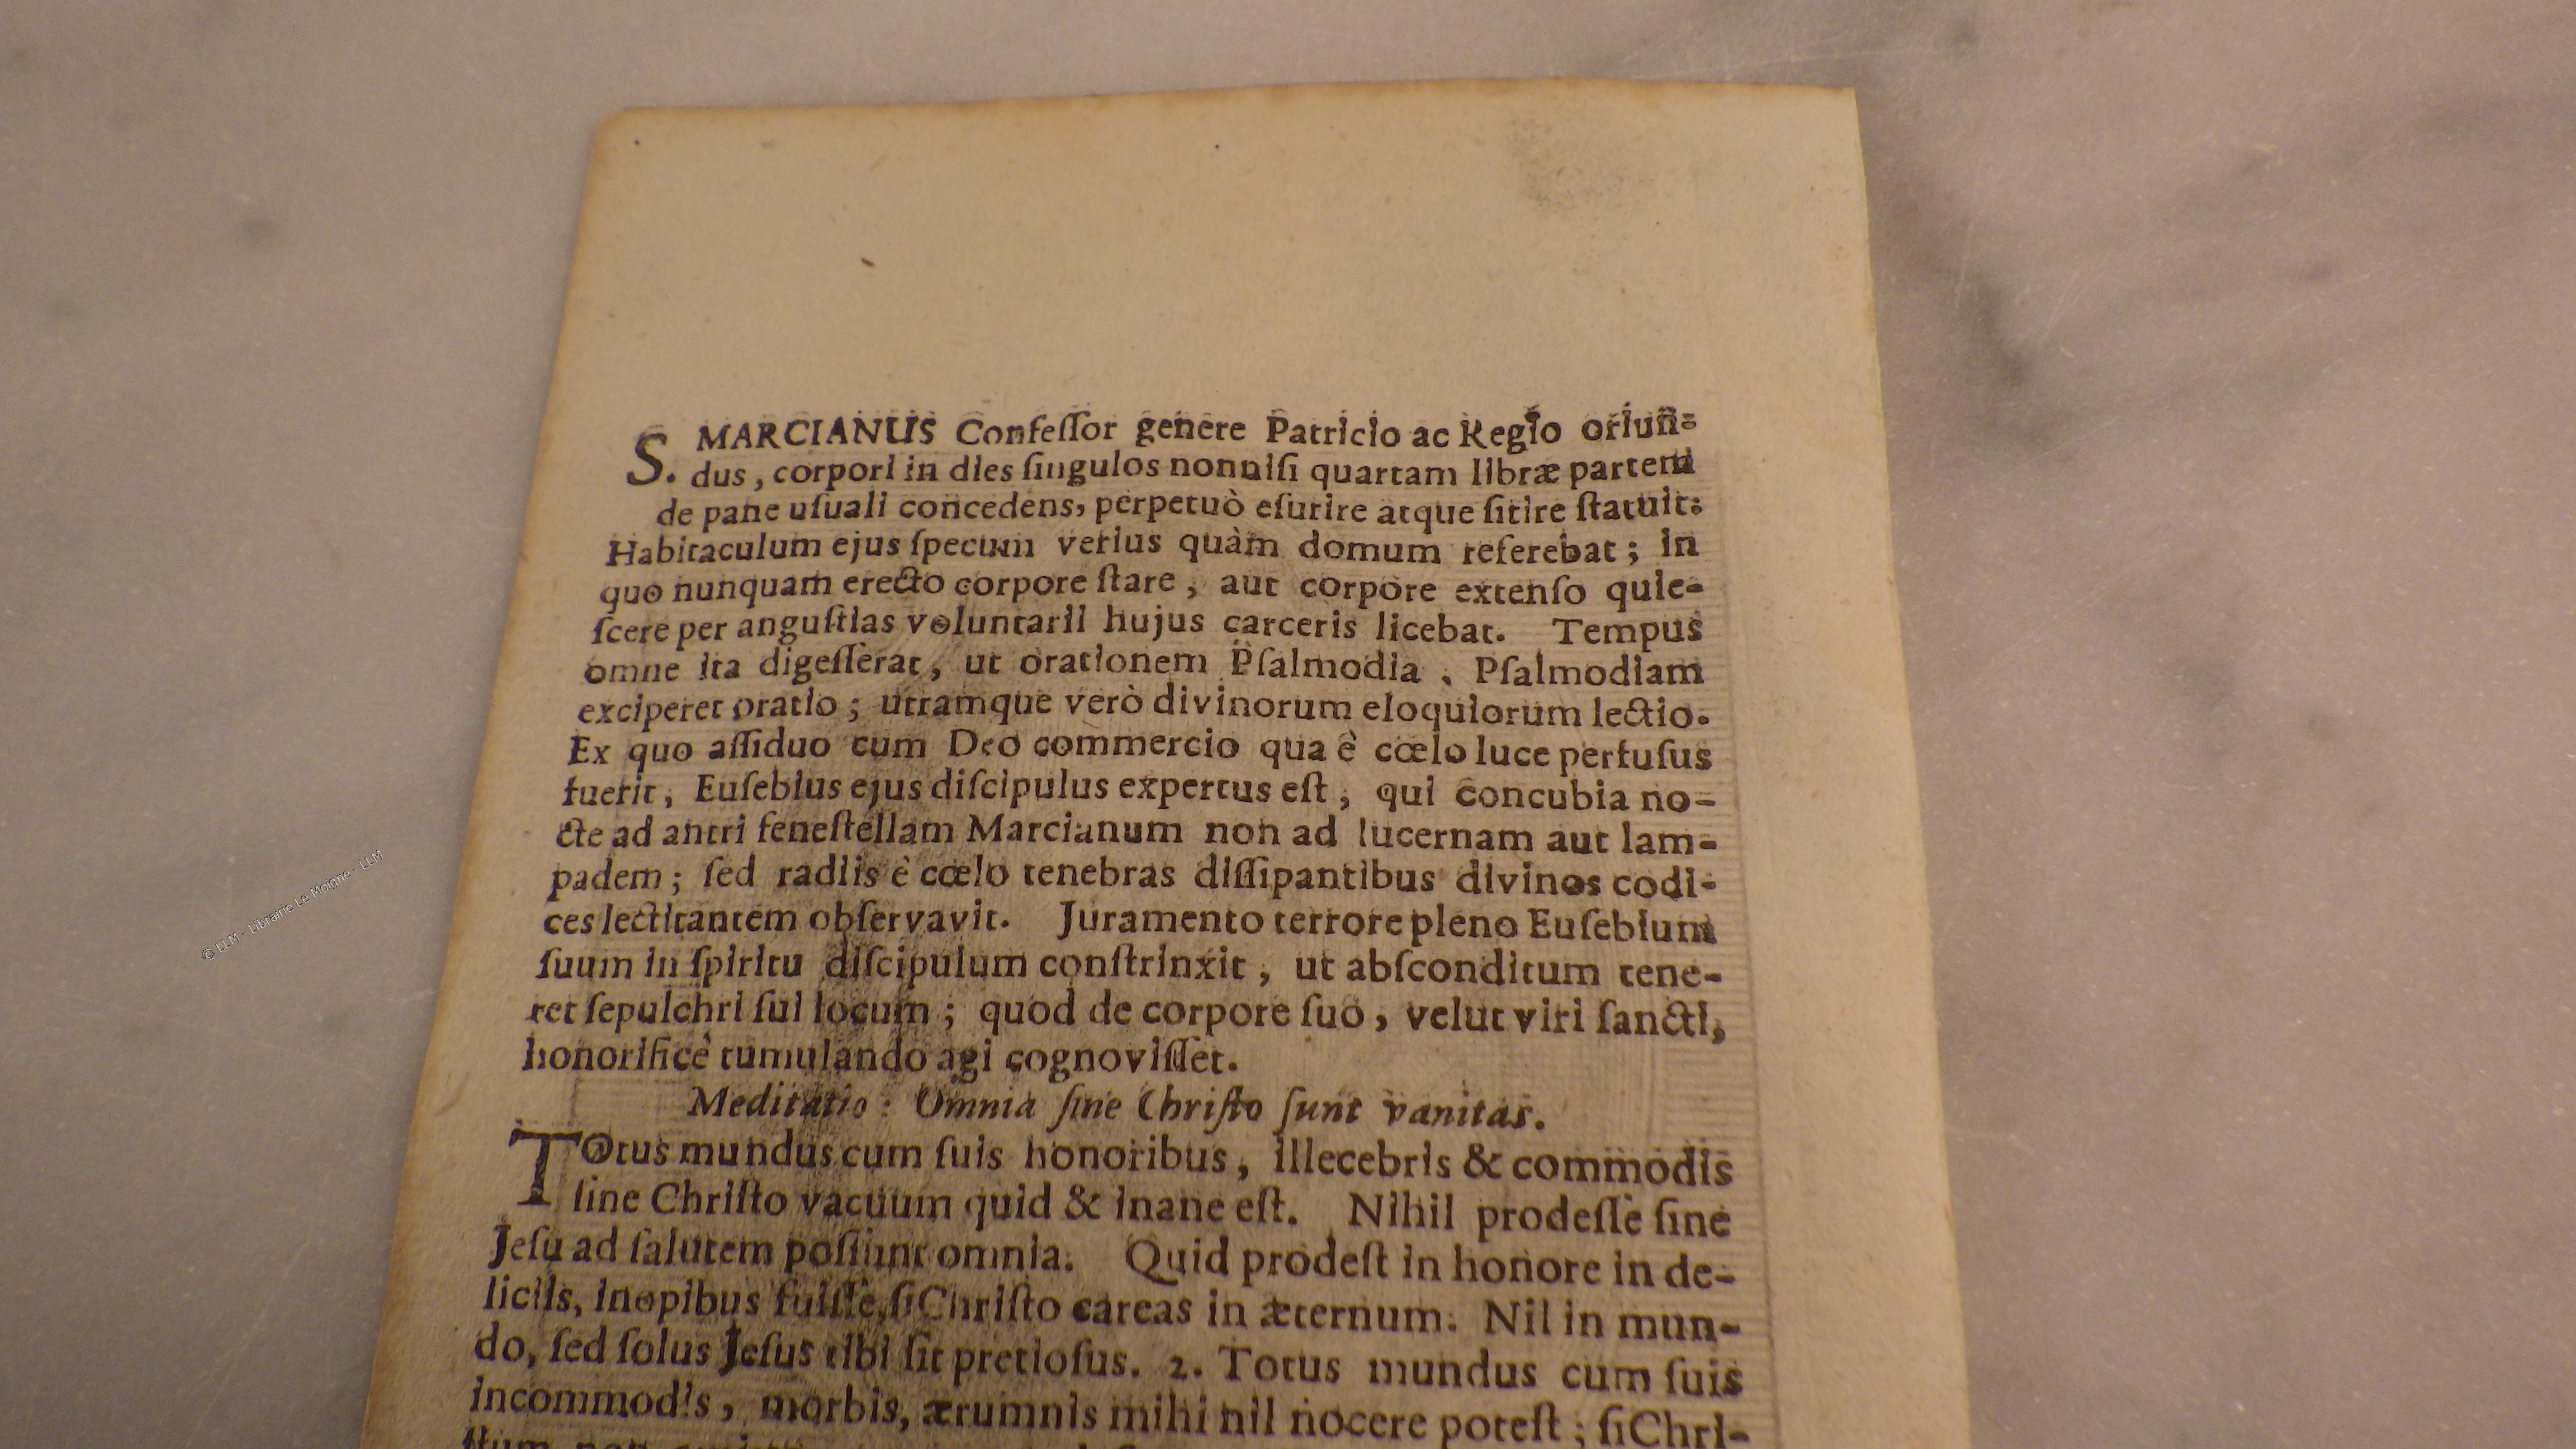 S. MARCIANUS Confeſſor genere Patricio ac Regio oriun-
dus, corpori in dies ſingulos nonniſi quartam libræ partem
de pane uſuali concedens, perpetuò eſurire atque ſitire ſtatuit:
Habitaculum ejus ſpecum verius quàm domum referebat; in
quo nunquam erecto corpore ſtare, aut corpore extenſo quie-
ſcere per anguſtias voluntarii hujus carceris licebat. Tempus
omne ita digeſſerat, ut orationem Pſalmodia, Pſalmodiam
exciperet oratio; utramque verò divinorum eloquiorum lectio.
Ex quo aſſiduo cum Deo commercio qua è cœlo luce perfuſus
fuerit, Euſebius ejus diſcipulus expertus eſt, qui concubia no-
cte ad antri feneſtellam Marcianum non ad lucernam aut lam-
padem; ſed radiis è cœlo tenebras diſſipantibus divinos codi-
ces lectitantem obſervavit. Juramento terrore pleno Euſebium
ſuum in ſpiritu diſcipulum conſtrinxit, ut abſconditum tene-
ret ſepulchri ſui locum; quod de corpore ſuo, velut viri ſancti,
honorificè tumulando agi cognoviſſet.
Meditatio: Omnia ſine Chriſto ſunt vanitas.
TOtus mundus cum ſuis honoribus, illecebris & commodis
ſine Chriſto vacuum quid & inane eſt. Nihil prodeſſe ſine
Jeſu ad ſalutem poſſunt omnia. Quid prodeſt in honore in de-
liciis, in opibus fuiſſe, ſi Chriſto careas in æternum. Nil in mun-
do, ſed ſolus Jeſus tibi ſit pretioſus. 2. Totus mundus cum ſuis
incommodis, morbis, ærumnis mihi nil nocere poteſt; ſi Chri-
ſtum non
© LLM - Librairie Le Moigne - LLM